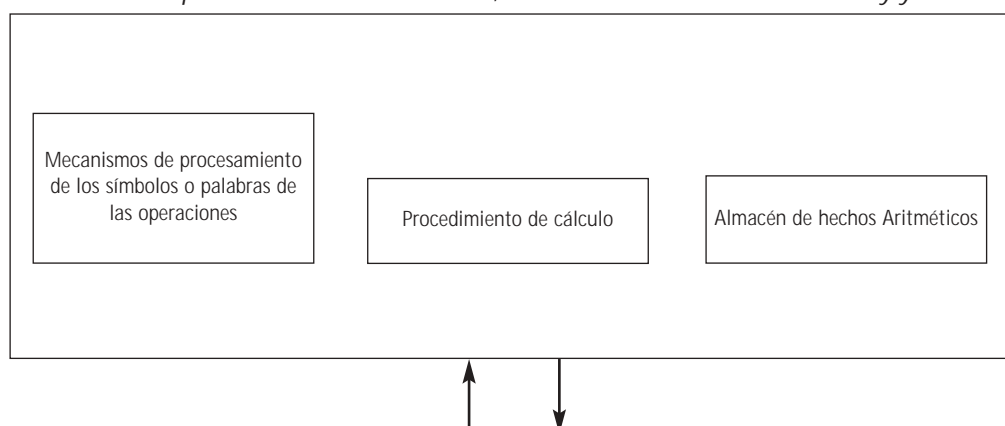 Mecanismos de procesamiento
de los símbolos o palabras de
las operaciones
Procedimiento de cálculo
Almacén de hechos Aritméticos